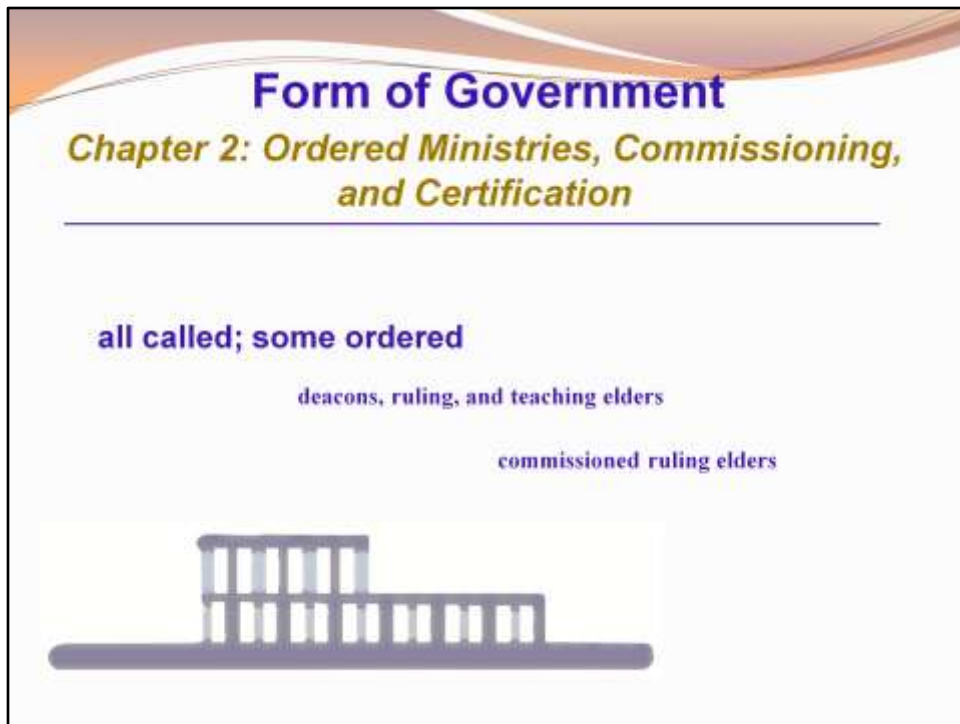 Form of Government
Chapter 2: Ordered Ministries, Commissioning,
and Certification
all called; some ordered
deacons, ruling, and teaching elders
commissioned ruling elders